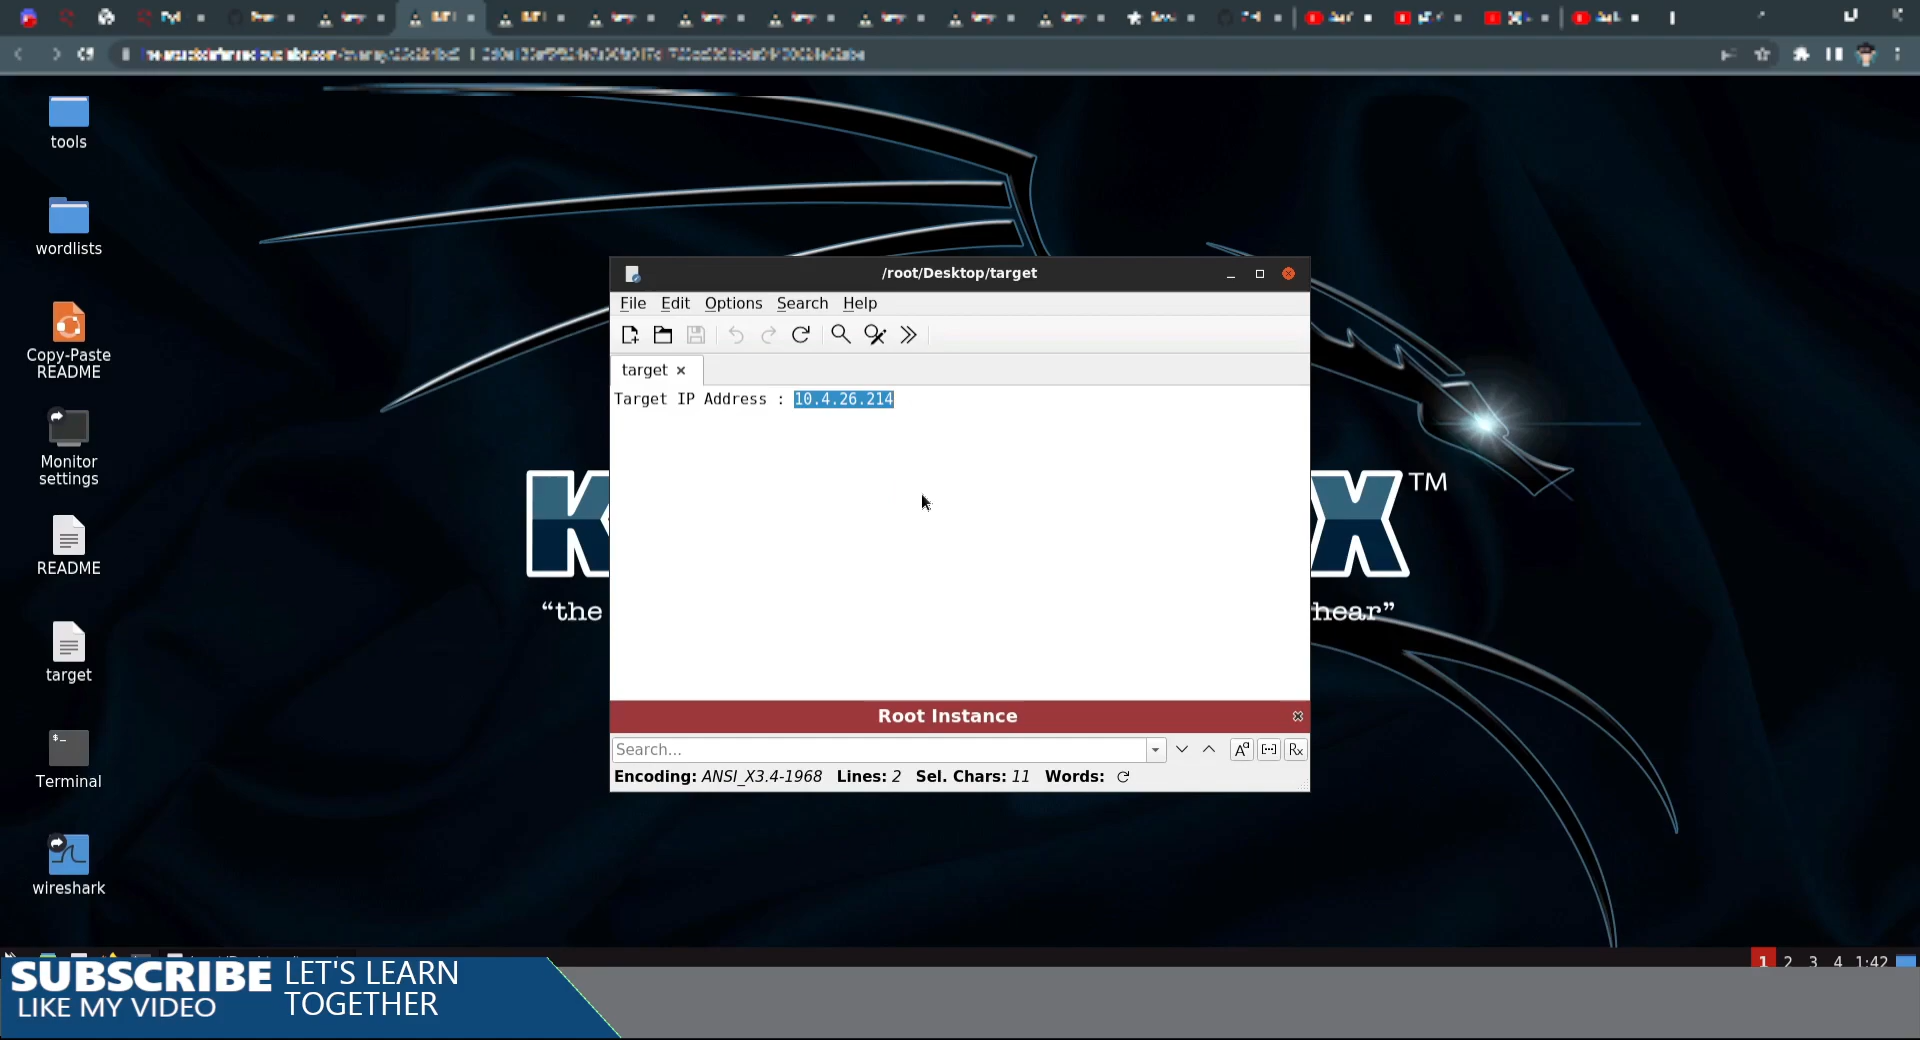 tools
wordlists
Copy-Paste
README
Monitor
settings
README
target
Terminal
wireshark
/root/Desktop/target
File Edit Options Search Help
target
Target IP Address : 10.4.26.214
K X TM
“the hear”
Root Instance
Search...
Encoding: ANSI_X3.4-1968 Lines: 2 Sel. Chars: 11 Words:
1 2 3 4 1:42
SUBSCRIBE LET'S LEARN
LIKE MY VIDEO TOGETHER